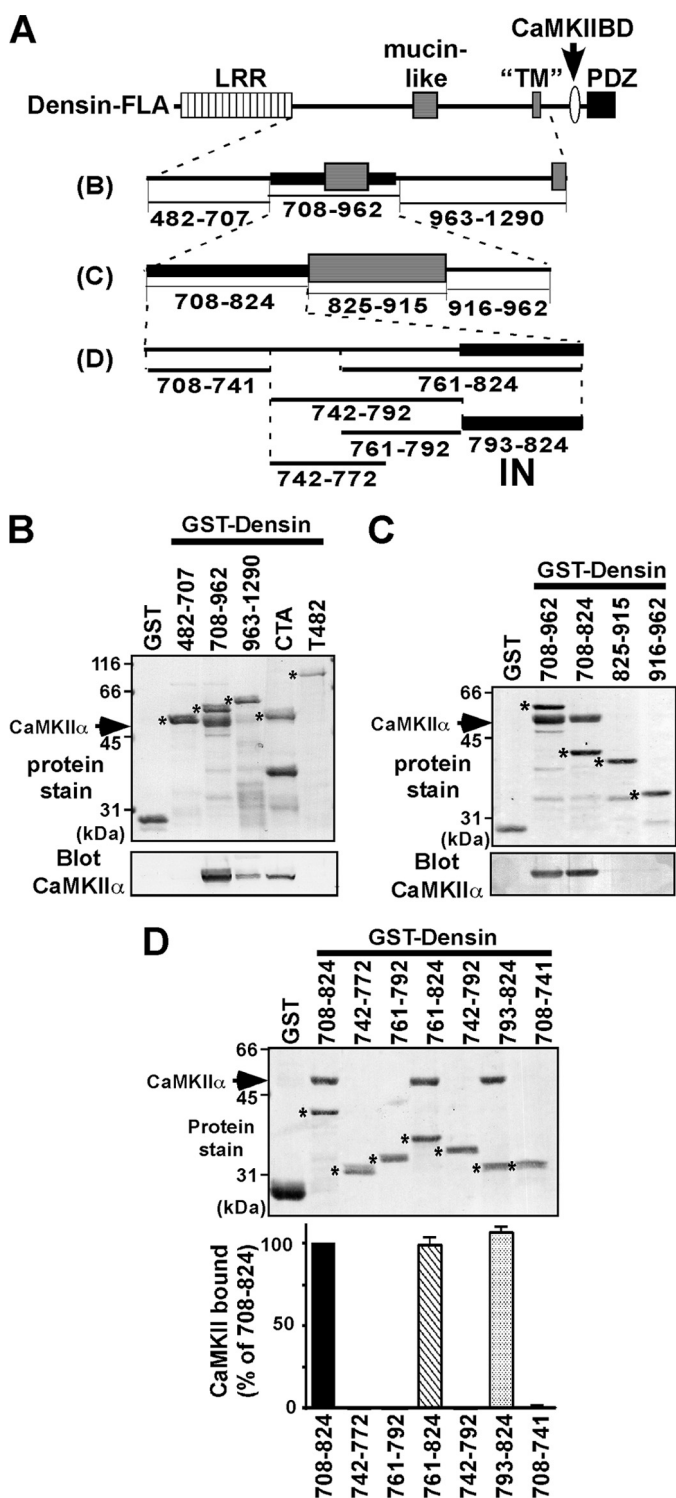 A
CaMKIIBD
mucin-
like
LRR
“TM”
PDZ
Densin-FLA
(B)
482-707
708-962
963-1290
(C)
708-824
825-915
916-962
(D)
708-741
761-824
742-792
761-792
793-824
742-772
IN
B
GST-Densin
GST
482-707
708-962
963-1290
CTA
T482
116
66
CaMKIIα
45
protein
stain
31
(kDa)
*
*
*
*
*
Blot
CaMKIIα
C
GST-Densin
GST
708-962
708-824
825-915
916-962
66
CaMKIIα
45
protein
stain
31
(kDa)
*
*
*
*
Blot
CaMKIIα
D
GST-Densin
GST
708-824
742-772
761-792
761-824
742-792
793-824
708-741
66
CaMKIIα
45
Protein
stain
31
(kDa)
*
*
*
*
*
*
*
CaMKII bound
(% of 708-824)
100
50
0
708-824
742-772
761-792
761-824
742-792
793-824
708-741